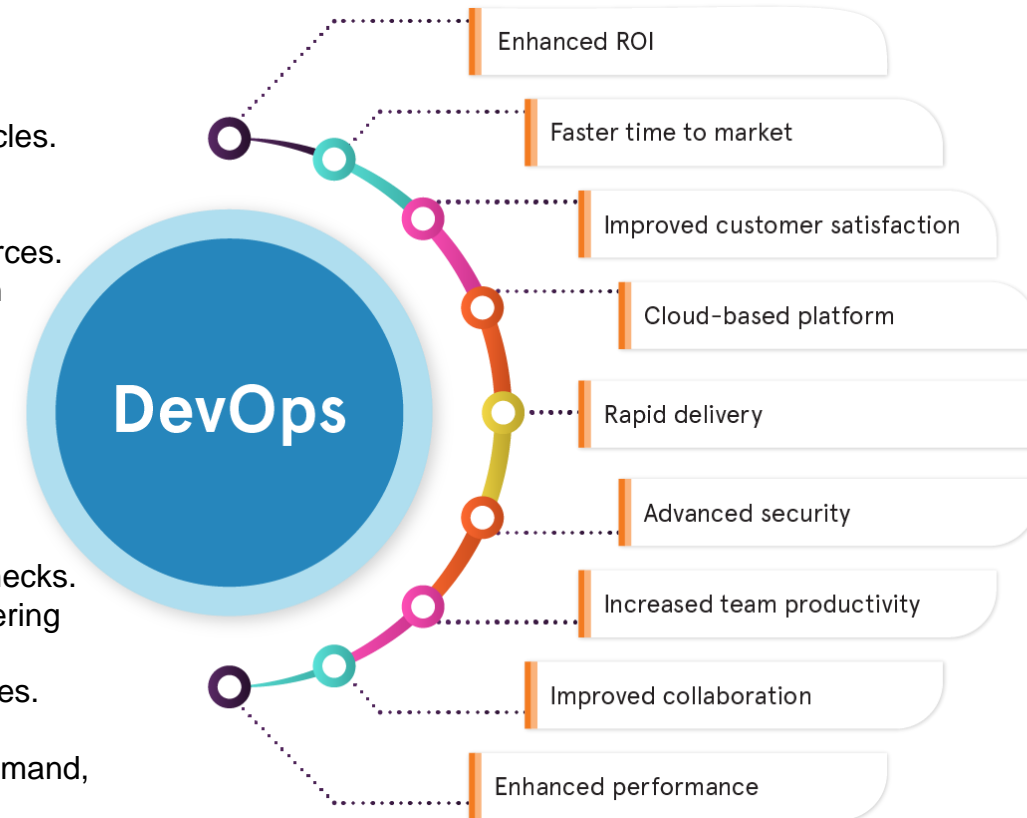 cles.
rces.
ecks.
ering
es.
mand,
DevOps
Enhanced ROI
Faster time to market
Improved customer satisfaction
Cloud-based platform
Rapid delivery
Advanced security
Increased team productivity
Improved collaboration
Enhanced performance